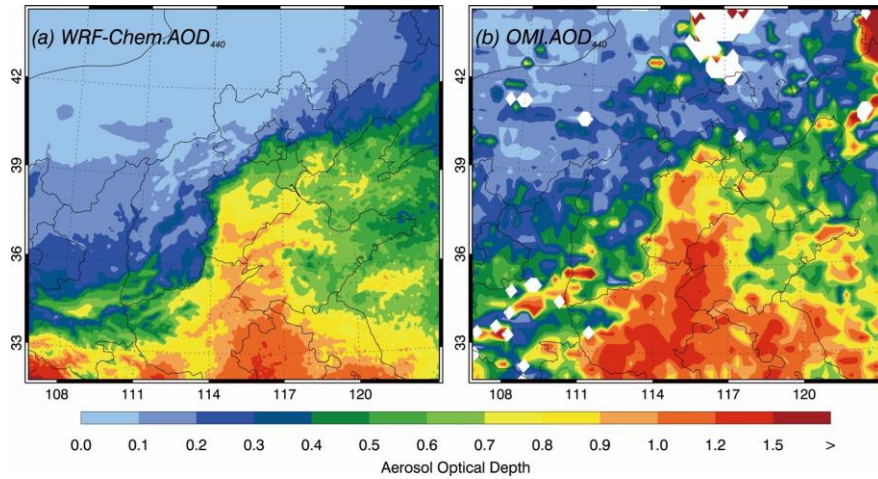 (a) WRF-Chem.AOD440
(b) OMI.AOD440
42
39
36
33
42
39
36
33
108 111 114 117 120
108 111 114 117 120
0.0 0.1 0.2 0.3 0.4 0.5 0.6 0.7 0.8 0.9 1.0 1.2 1.5 >
Aerosol Optical Depth